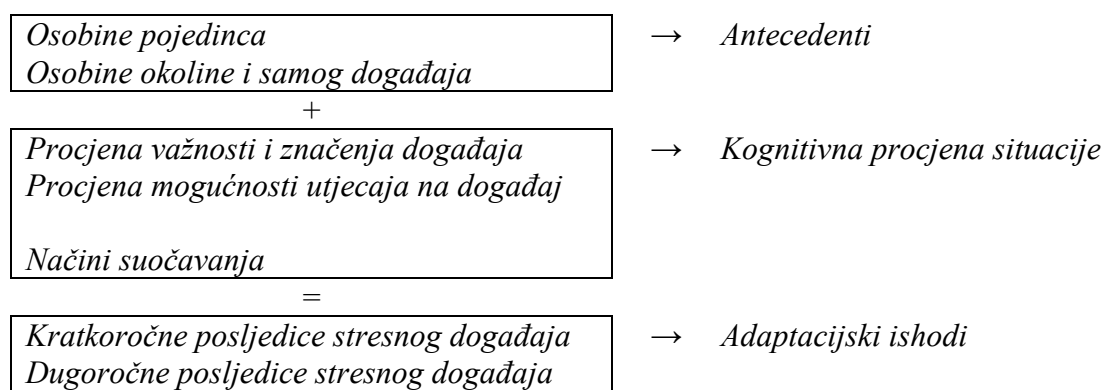 Osobine pojedinca → Antecedenti
Osobine okoline i samog događaja
+
Procjena važnosti i značenja događaja → Kognitivna procjena situacije
Procjena mogućnosti utjecaja na događaj
Načini suočavanja
=
Kratkoročne posljedice stresnog događaja → Adaptacijski ishodi
Dugoročne posljedice stresnog događaja